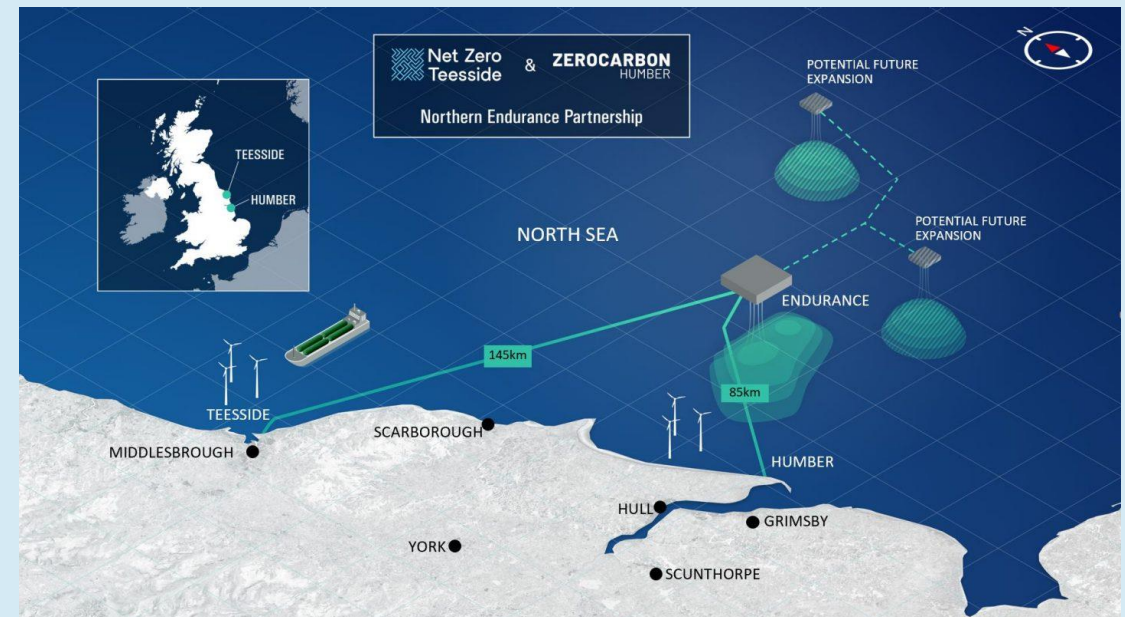 Net Zero
Teesside
&
ZEROCARBON
HUMBER
Northern Endurance Partnership
N
POTENTIAL FUTURE
EXPANSION
TEESSIDE
HUMBER
POTENTIAL FUTURE
EXPANSION
NORTH SEA
ENDURANCE
145km
85km
TEESSIDE
SCARBOROUGH
MIDDLESBROUGH
HUMBER
HULL
GRIMSBY
YORK
SCUNTHORPE